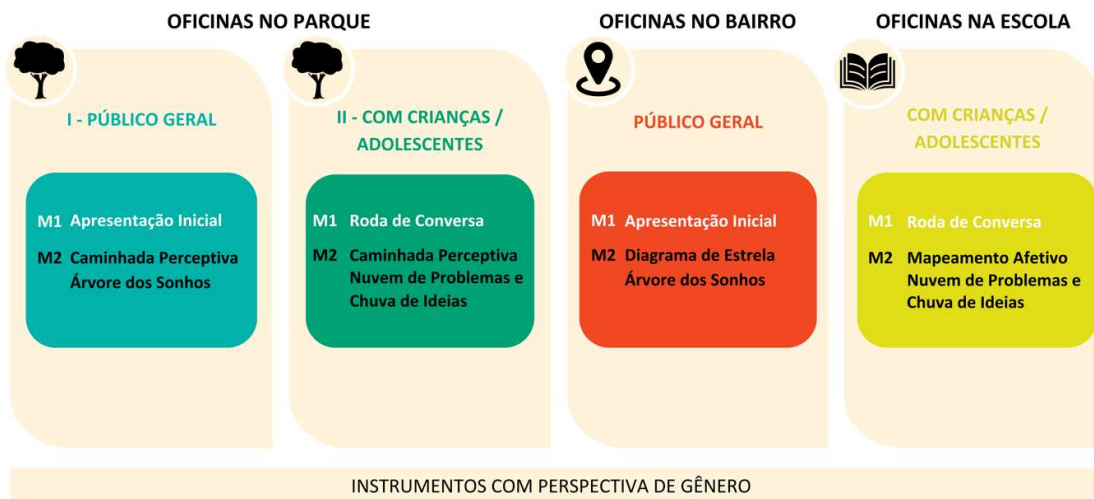 OFICINAS NO PARQUE
OFICINAS NO BAIRRO
OFICINAS NA ESCOLA
I - PÚBLICO GERAL
M1 Apresentação Inicial
M2 Caminhada Perceptiva
Árvore dos Sonhos
II - COM CRIANÇAS /
ADOLESCENTES
M1 Roda de Conversa
M2 Caminhada Perceptiva
Nuvem de Problemas e
Chuva de Ideias
PÚBLICO GERAL
M1 Apresentação Inicial
M2 Diagrama de Estrela
Árvore dos Sonhos
COM CRIANÇAS /
ADOLESCENTES
M1 Roda de Conversa
M2 Mapeamento Afetivo
Nuvem de Problemas e
Chuva de Ideias
INSTRUMENTOS COM PERSPECTIVA DE GÊNERO